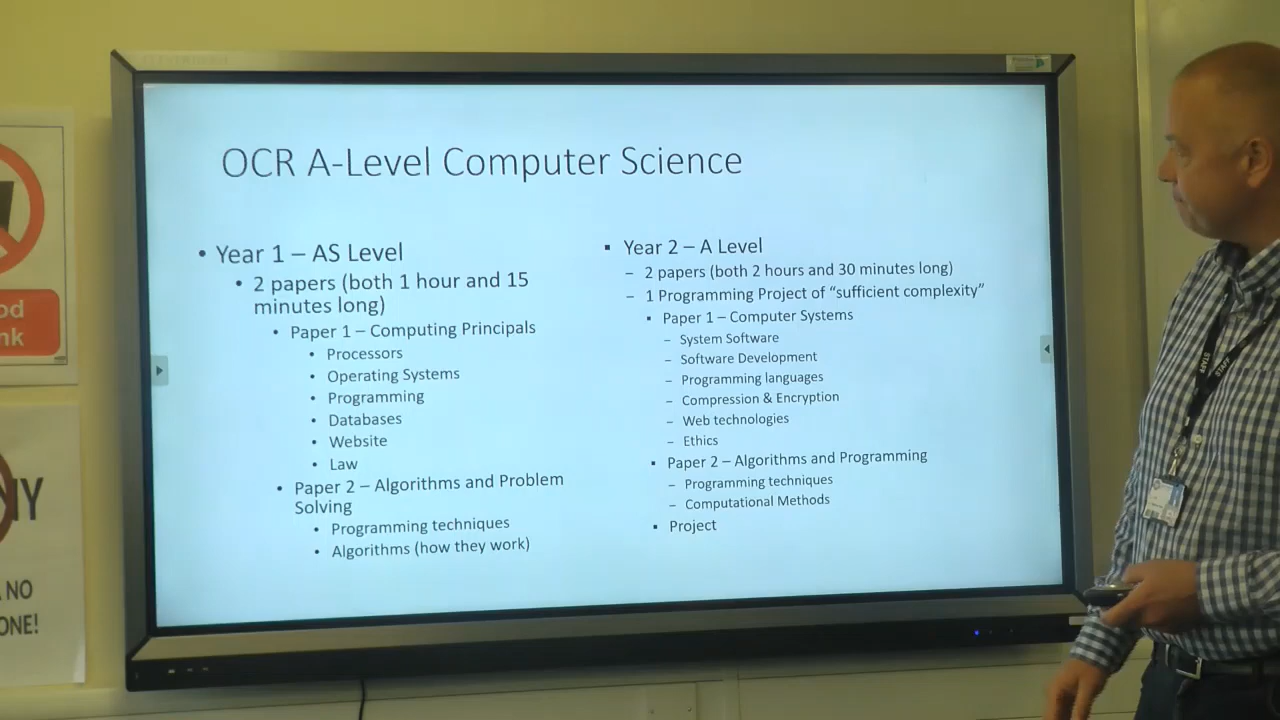 OCR A-Level Computer Science
• Year 1 – AS Level
• 2 papers (both 1 hour and 15
minutes long)
• Paper 1 – Computing Principals
• Processors
• Operating Systems
• Programming
• Databases
• Website
• Law
• Paper 2 – Algorithms and Problem
Solving
• Programming techniques
• Algorithms (how they work)
▪ Year 2 – A Level
– 2 papers (both 2 hours and 30 minutes long)
– 1 Programming Project of “sufficient complexity”
▪ Paper 1 – Computer Systems
– System Software
– Software Development
– Programming languages
– Compression & Encryption
– Web technologies
– Ethics
▪ Paper 2 – Algorithms and Programming
– Programming techniques
– Computational Methods
▪ Project
od
nk
NY
NO
ONE!
STAFF